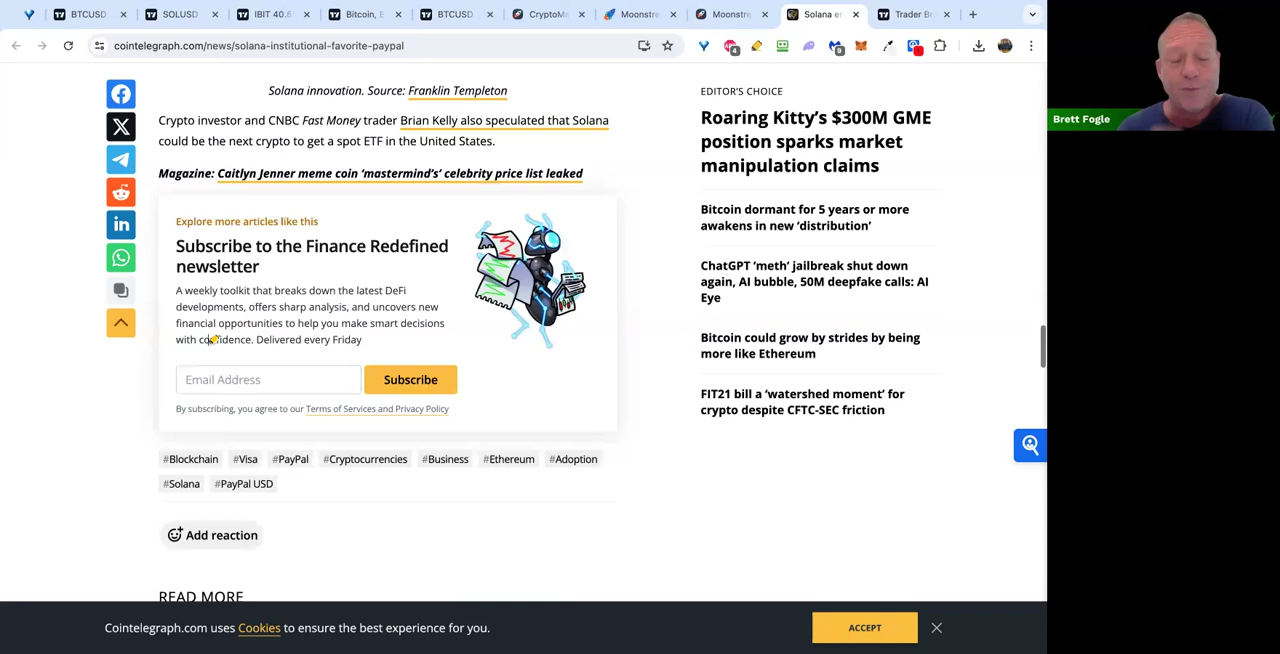 BTCUSD
SOLUSD
IBIT 40.
Bitcoin, E
BTCUSD
CryptoMa
Moonstre
Moonstre
Solana er
Trader Br
cointelegraph.com/news/solana-institutional-favorite-paypal
4
9
Brett Fogle
Solana innovation. Source: Franklin Templeton
Crypto investor and CNBC Fast Money trader Brian Kelly also speculated that Solana
could be the next crypto to get a spot ETF in the United States.
Magazine: Caitlyn Jenner meme coin ‘mastermind’s’ celebrity price list leaked
Explore more articles like this
Subscribe to the Finance Redefined
newsletter
A weekly toolkit that breaks down the latest DeFi
developments, offers sharp analysis, and uncovers new
financial opportunities to help you make smart decisions
with confidence. Delivered every Friday
Email Address
Subscribe
By subscribing, you agree to our Terms of Services and Privacy Policy
#Blockchain #Visa #PayPal #Cryptocurrencies #Business #Ethereum #Adoption
#Solana #PayPal USD
Add reaction
READ MORE
EDITOR’S CHOICE
Roaring Kitty’s $300M GME
position sparks market
manipulation claims
Bitcoin dormant for 5 years or more
awakens in new ‘distribution’
ChatGPT ‘meth’ jailbreak shut down
again, AI bubble, 50M deepfake calls: AI
Eye
Bitcoin could grow by strides by being
more like Ethereum
FIT21 bill a ‘watershed moment’ for
crypto despite CFTC-SEC friction
Cointelegraph.com uses Cookies to ensure the best experience for you.
ACCEPT